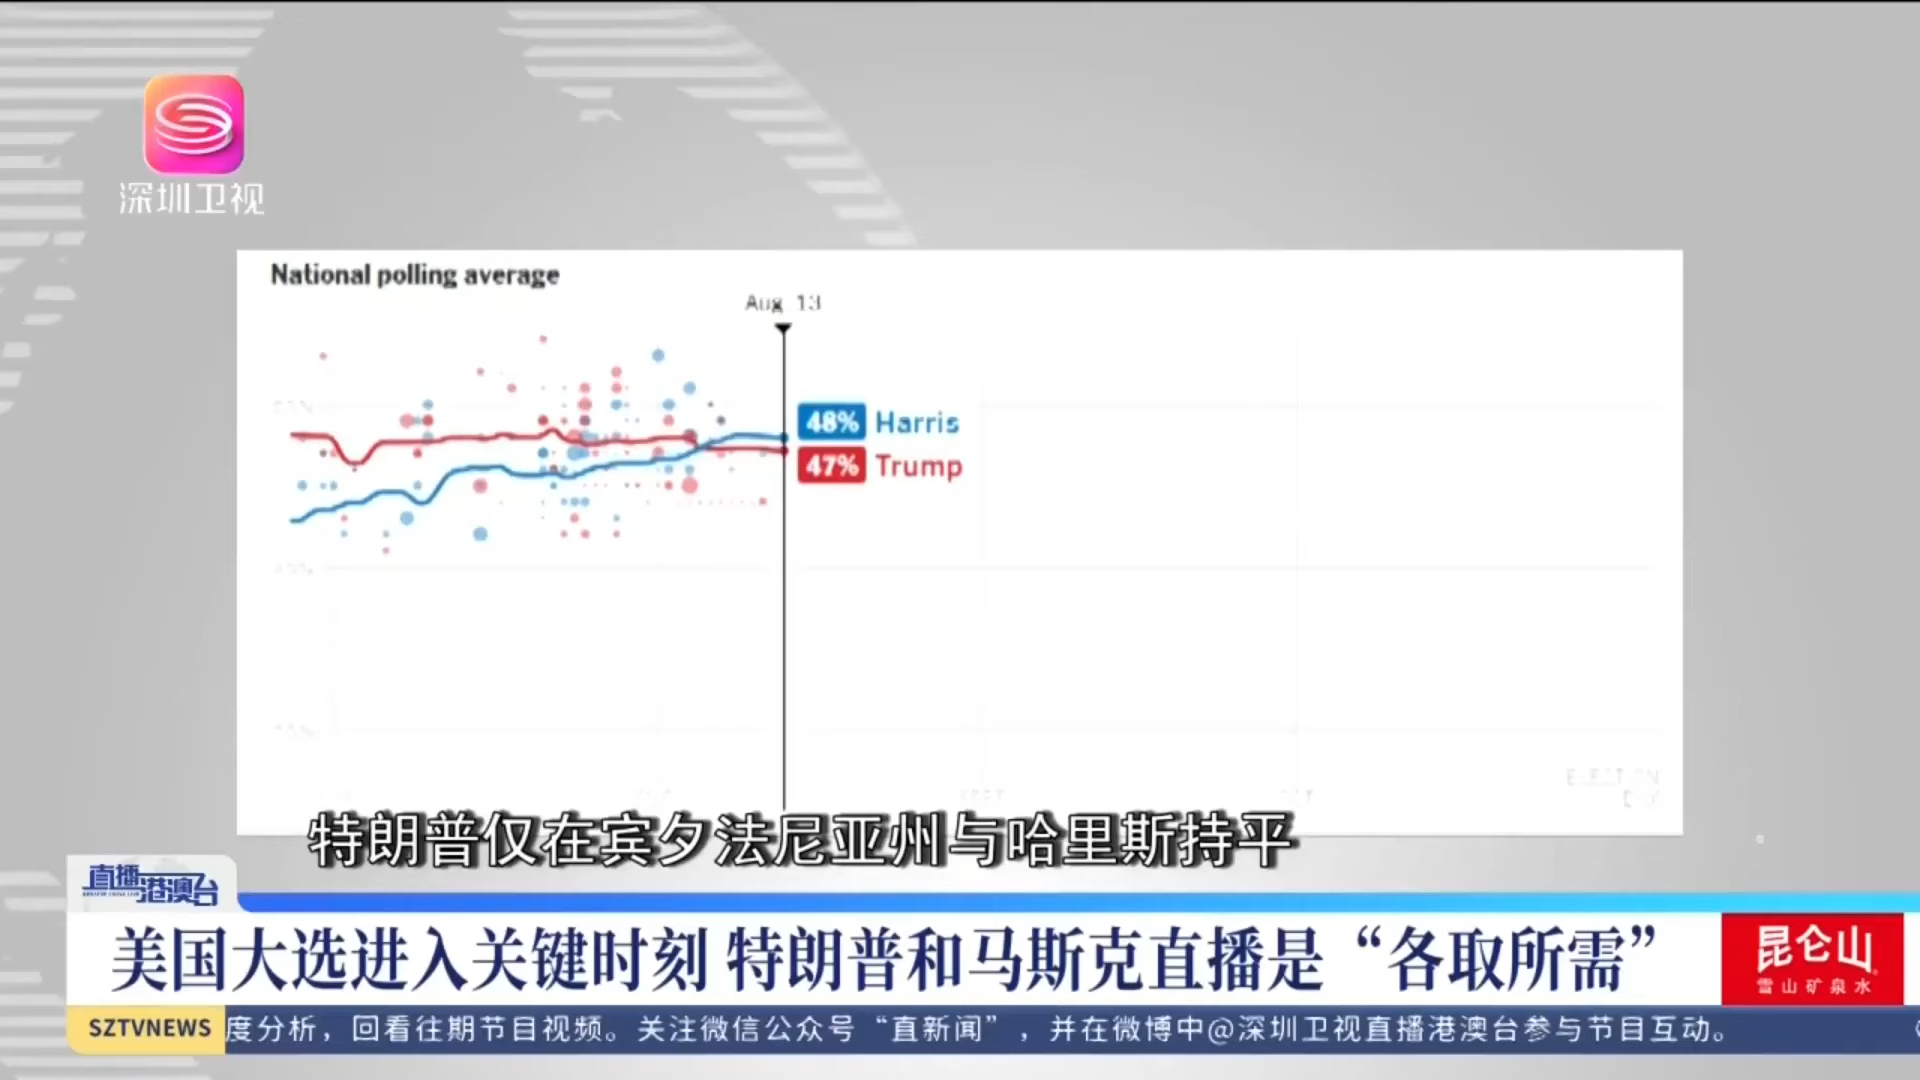 深圳卫视
National polling average
Aug 13
48% Harris
47% Trump
特朗普仅在宾夕法尼亚州与哈里斯持平
直播港澳台
美国大选进入关键时刻 特朗普和马斯克直播是“各取所需”
昆仑山
雪山矿泉水
SZTVNEWS
度分析，回看往期节目视频。关注微信公众号“直新闻”，并在微博中@深圳卫视直播港澳台参与节目互动。